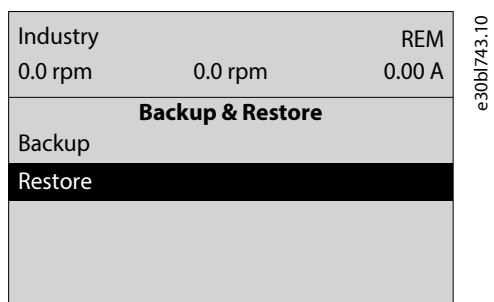 Industry REM
0.0 rpm 0.0 rpm 0.00 A
Backup & Restore
Backup
Restore
e30bl743.10